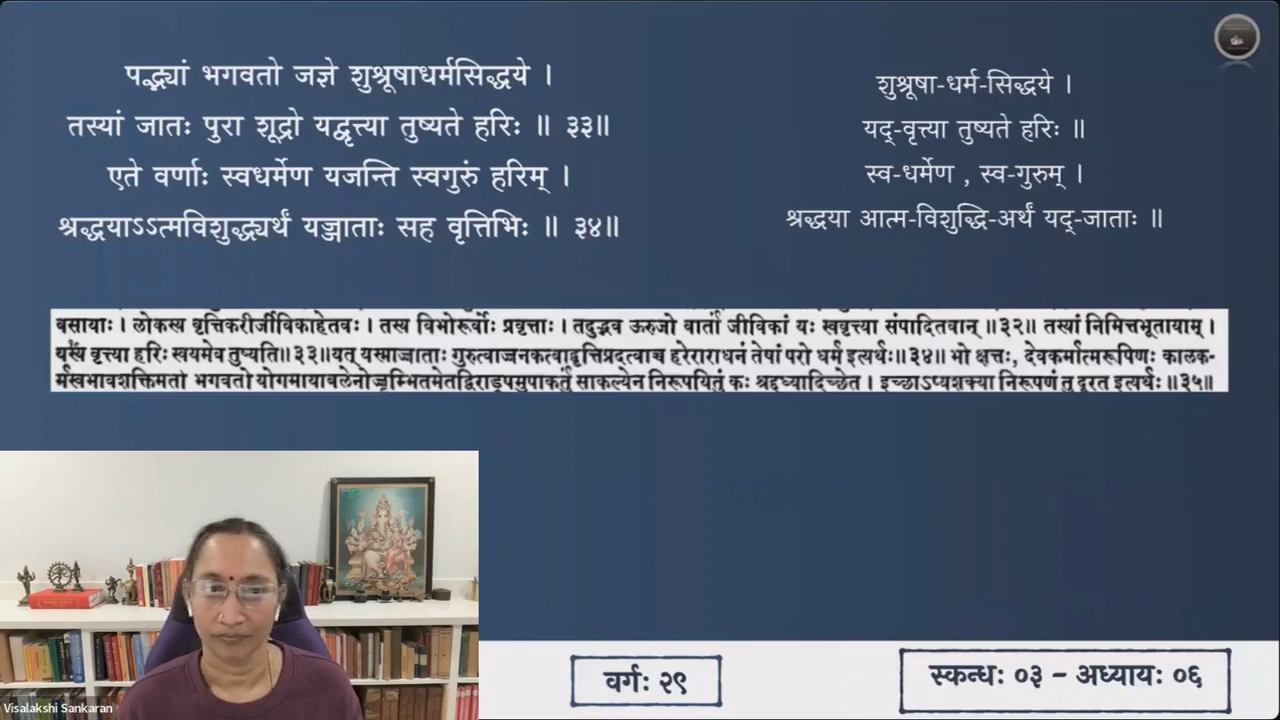 पद्भ्यां भगवतो जज्ञे शुश्रूषाधर्मसिद्धये ।
तस्यां जातः पुरा शूद्रो यद्वृत्त्या तुष्यते हरिः ॥ ३३॥
एते वर्णाः स्वधर्मेण यजन्ति स्वगुरुं हरिम् ।
श्रद्धयाऽऽत्मविशुद्ध्यर्थं यज्जाताः सह वृत्तिभिः ॥ ३४॥
शुश्रूषा-धर्म-सिद्धये ।
यद्-वृत्त्या तुष्यते हरिः ॥
स्व-धर्मेण , स्व-गुरुम् ।
श्रद्धया आत्म-विशुद्धि-अर्थं यद्-जाताः ॥
वसायाः । लोकस्य वृत्तिकरीर्जीविकाहेतवः । तस्य विभोरूर्वोः प्रवृत्ताः । तदुद्भव ऊरुजो वार्तां जीविकां यः स्ववृत्त्या संपादितवान् ॥३२॥ तस्यां निमित्तभूतायाम् ।
यस्य वृत्त्या हरिः स्वयमेव तुष्यति॥३३॥यत् यस्माज्जाताः गुरुत्वाज्जनकत्वाद्वृत्तिप्रदत्वाच्च हरेराराधनं तेषां परो धर्म इत्यर्थः॥३४॥ भो क्षत्तः, देवकर्मात्मरूपिणः कालक-
र्मस्वभावशक्तिमतो भगवतो योगमायाबलेनोज्जृम्भितमेतद्विराड्रूपमुपाकर्तुं साकल्येन निरूपयितुं कः श्रद्दध्यादिच्छेत् । इच्छाऽप्यशक्या निरूपणं तु दूरत इत्यर्थः ॥३५॥
Visalakshi Sankaran
वर्गः २९
स्कन्धः ०३ – अध्यायः ०६